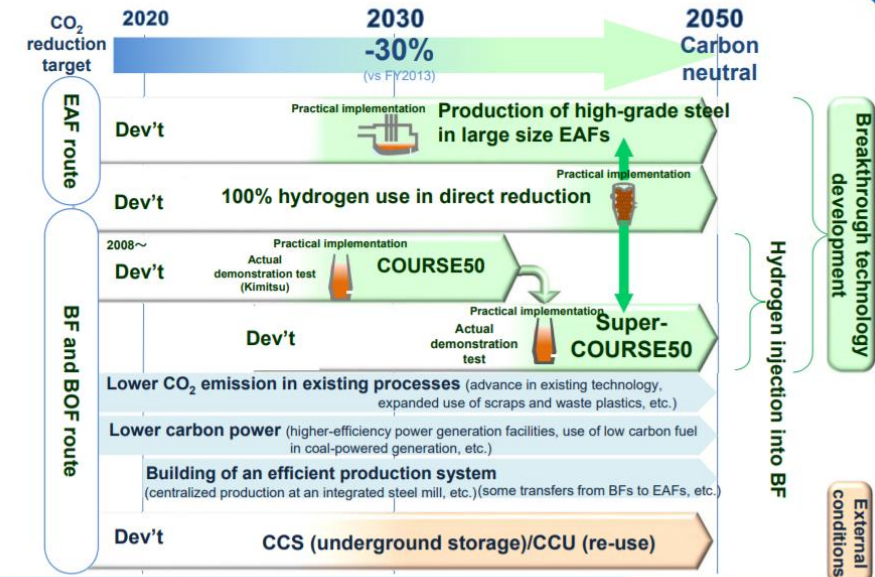 CO₂
reduction
target
2020
2030
2050
-30%
(vs FY2013)
Carbon
neutral
EAF route
Dev't
Practical implementation
Production of high-grade steel
in large size EAFs
Dev't
100% hydrogen use in direct reduction
Practical implementation
BF and BOF route
2008～
Dev't
Actual
demonstration test
(Kimitsu)
Practical implementation
COURSE50
Dev't
Practical implementation
Actual
demonstration
test
Super-
COURSE50
Lower CO₂ emission in existing processes (advance in existing technology,
expanded use of scraps and waste plastics, etc.)
Lower carbon power (higher-efficiency power generation facilities, use of low carbon fuel
in coal-powered generation, etc.)
Building of an efficient production system
(centralized production at an integrated steel mill, etc.)(some transfers from BFs to EAFs, etc.)
Dev't
CCS (underground storage)/CCU (re-use)
Hydrogen injection into BF
Breakthrough technology
development
External
conditions